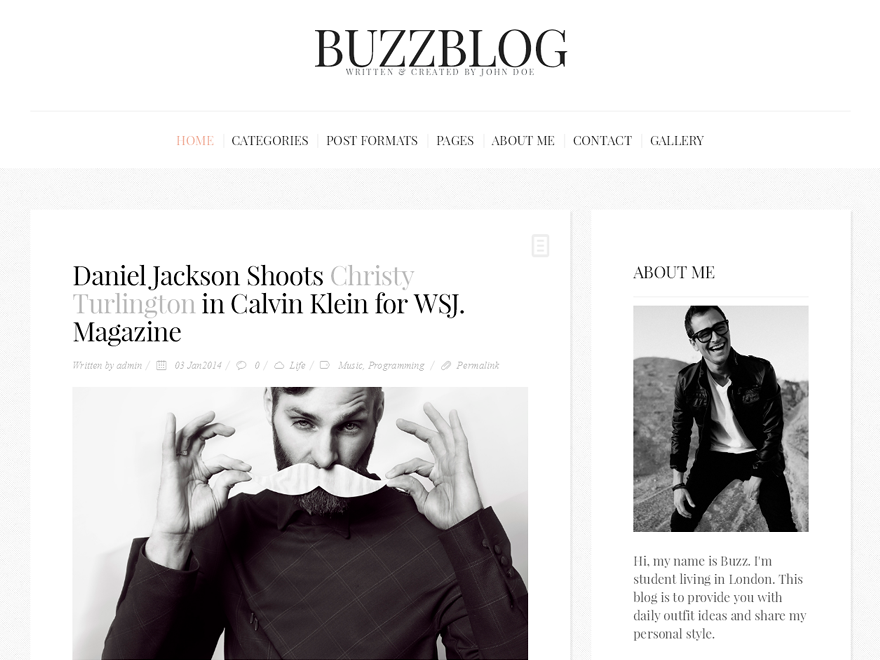 BUZZBLOG
WRITTEN & CREATED BY JOHN DOE
HOME
CATEGORIES
POST FORMATS
PAGES
ABOUT ME
CONTACT
GALLERY
Daniel Jackson Shoots Christy
Turlington in Calvin Klein for WSJ.
Magazine
Written by admin / 03 Jan2014 / 0 / Life / Music, Programming / Permalink
ABOUT ME
Hi, my name is Buzz. I'm
student living in London. This
blog is to provide you with
daily outfit ideas and share my
personal style.